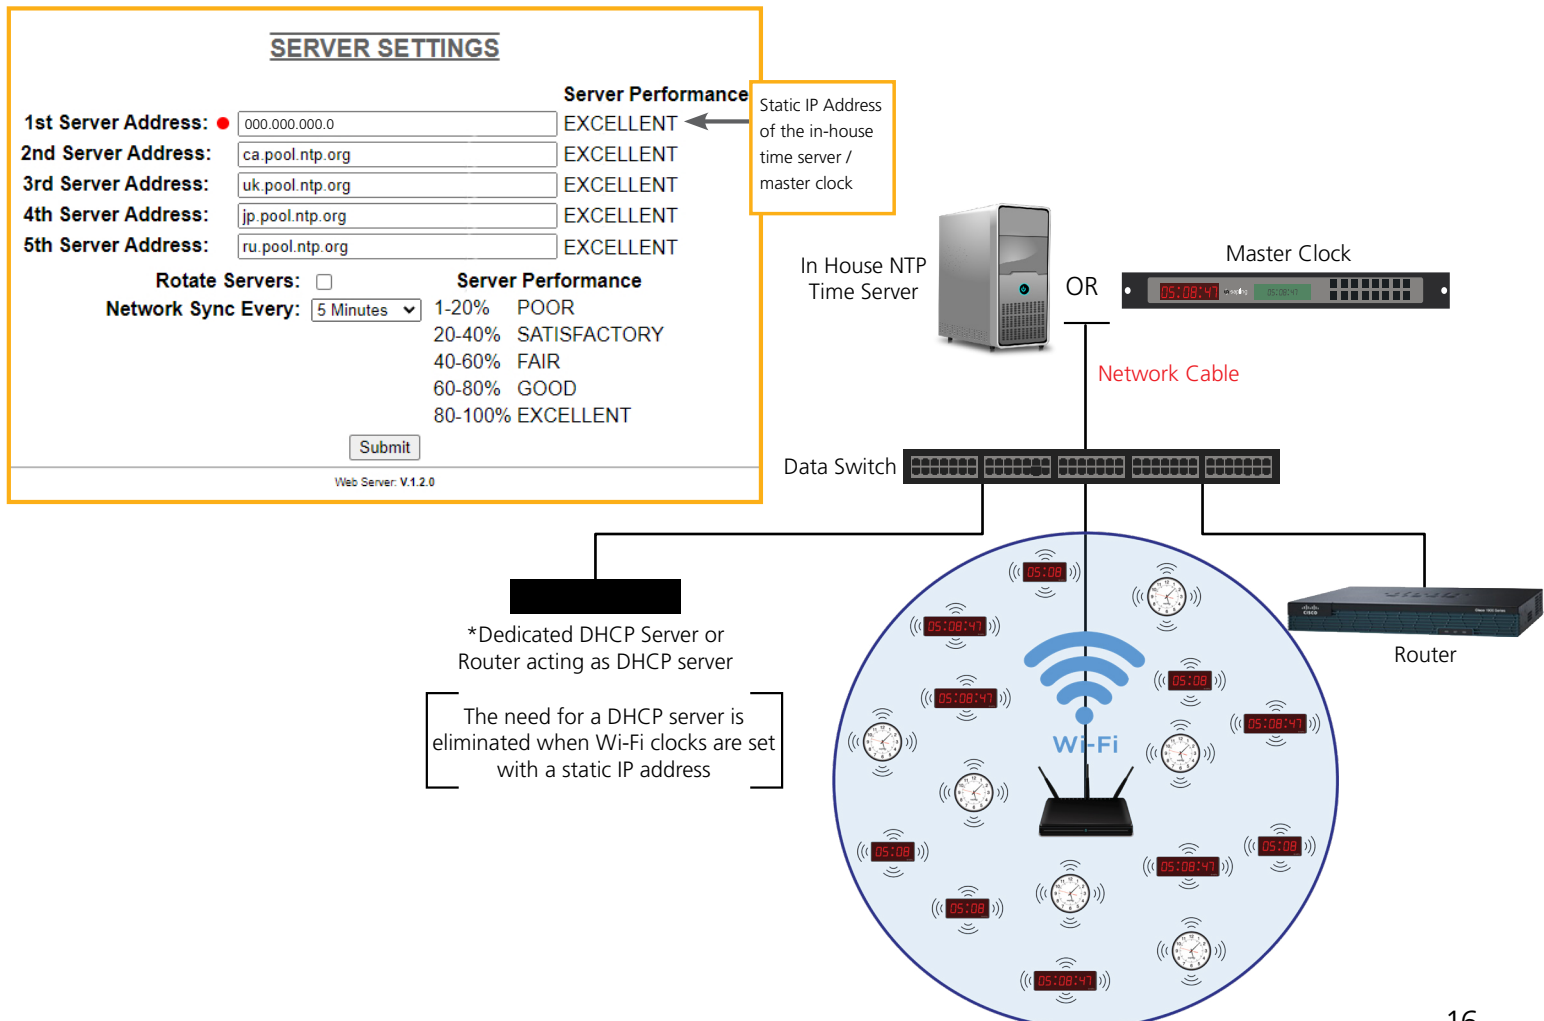 SERVER SETTINGS
Server Performance
1st Server Address: 000.000.000.0 EXCELLENT
2nd Server Address: ca.pool.ntp.org EXCELLENT
3rd Server Address: uk.pool.ntp.org EXCELLENT
4th Server Address: jp.pool.ntp.org EXCELLENT
5th Server Address: ru.pool.ntp.org EXCELLENT
Rotate Servers:
Network Sync Every: 5 Minutes
Server Performance
1-20% POOR
20-40% SATISFACTORY
40-60% FAIR
60-80% GOOD
80-100% EXCELLENT
Submit
Web Server: V.1.2.0
Static IP Address
of the in-house
time server /
master clock
In House NTP
Time Server
OR
Master Clock
05:08:47
sapling
05:08:47
Network Cable
Data Switch
*Dedicated DHCP Server or
Router acting as DHCP server
The need for a DHCP server is
eliminated when Wi-Fi clocks are set
with a static IP address
CISCO
Router
05:08
05:08:47
05:08
05:08:47
05:08:47
Wi-Fi
05:08
05:08
05:08:47
05:08
05:08:47
16